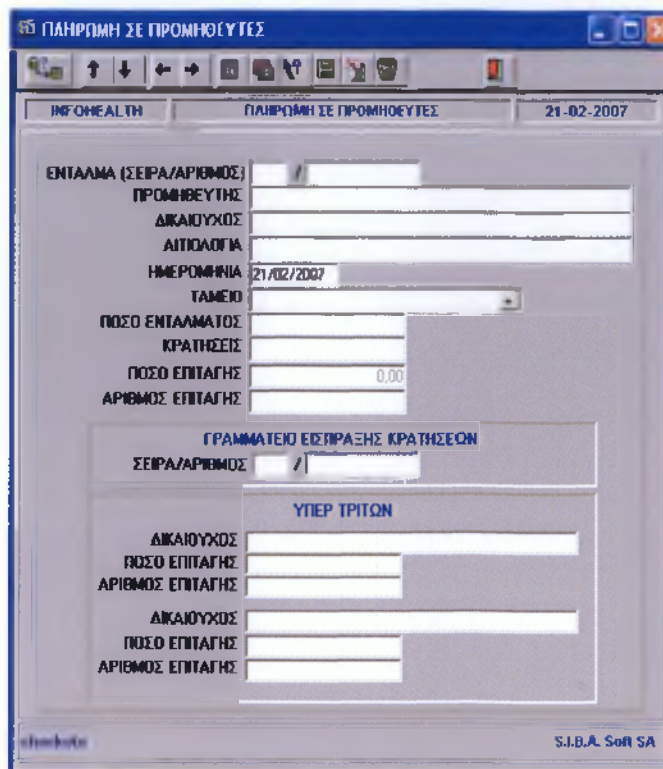 ΠΛΗΡΩΜΗ ΣΕ ΠΡΟΜΗΘΕΥΤΕΣ
INFOHEALTH ΠΛΗΡΩΜΗ ΣΕ ΠΡΟΜΗΘΕΥΤΕΣ 21-02-2007
ΕΝΤΑΛΜΑ (ΣΕΙΡΑ/ΑΡΙΘΜΟΣ) /
ΠΡΟΜΗΘΕΥΤΗΣ
ΔΙΚΑΙΟΥΧΟΣ
ΑΙΤΙΟΛΟΓΙΑ
ΗΜΕΡΟΜΗΝΙΑ 21/02/2007
ΤΑΜΕΙΟ
ΠΟΣΟ ΕΝΤΑΛΜΑΤΟΣ
ΚΡΑΤΗΣΕΙΣ
ΠΟΣΟ ΕΠΙΤΑΓΗΣ 0,00
ΑΡΙΘΜΟΣ ΕΠΙΤΑΓΗΣ
ΓΡΑΜΜΑΤΕΙΟ ΕΙΣΠΡΑΞΗΣ ΚΡΑΤΗΣΕΩΝ
ΣΕΙΡΑ/ΑΡΙΘΜΟΣ /
ΥΠΕΡ ΤΡΙΤΩΝ
ΔΙΚΑΙΟΥΧΟΣ
ΠΟΣΟ ΕΠΙΤΑΓΗΣ
ΑΡΙΘΜΟΣ ΕΠΙΤΑΓΗΣ
ΔΙΚΑΙΟΥΧΟΣ
ΠΟΣΟ ΕΠΙΤΑΓΗΣ
ΑΡΙΘΜΟΣ ΕΠΙΤΑΓΗΣ
S.I.B.A. Soft SA